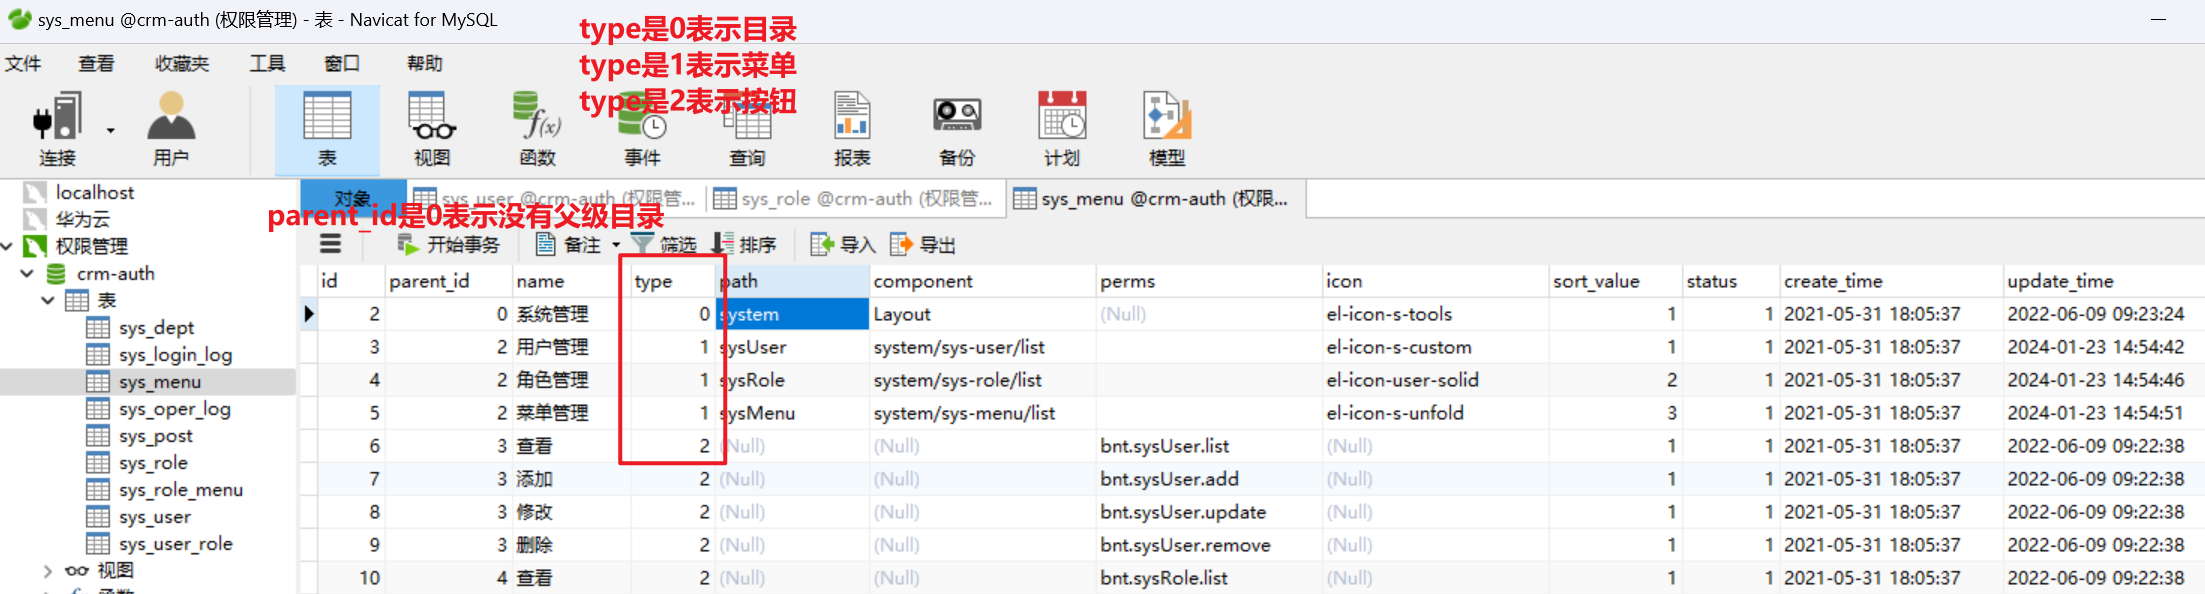 sys_menu @crm-auth (权限管理) - 表 - Navicat for MySQL
type是0表示目录
文件 查看 收藏夹 工具 窗口 帮助
type是1表示菜单
type是2表示按钮
连接 用户 表 视图 函数 事件 查询 报表 备份 计划 模型
localhost
华为云
权限管理
crm-auth
表
sys_dept
sys_login_log
sys_menu
sys_oper_log
sys_post
sys_role
sys_role_menu
sys_user
sys_user_role
视图
函数
对象 sys_user @crm-auth (权限管... sys_role @crm-auth (权限管... sys_menu @crm-auth (权限...
parent_id是0表示没有父级目录
开始事务 备注 筛选 排序 导入 导出
id parent_id name type path component perms icon sort_value status create_time update_time
2 0 系统管理 0 system Layout (Null) el-icon-s-tools 1 1 2021-05-31 18:05:37 2022-06-09 09:23:24
3 2 用户管理 1 sysUser system/sys-user/list el-icon-s-custom 1 1 2021-05-31 18:05:37 2024-01-23 14:54:42
4 2 角色管理 1 sysRole system/sys-role/list el-icon-user-solid 2 1 2021-05-31 18:05:37 2024-01-23 14:54:46
5 2 菜单管理 1 sysMenu system/sys-menu/list el-icon-s-unfold 3 1 2021-05-31 18:05:37 2024-01-23 14:54:51
6 3 查看 2 (Null) (Null) bnt.sysUser.list (Null) 1 1 2021-05-31 18:05:37 2022-06-09 09:22:38
7 3 添加 2 (Null) (Null) bnt.sysUser.add (Null) 1 1 2021-05-31 18:05:37 2022-06-09 09:22:38
8 3 修改 2 (Null) (Null) bnt.sysUser.update (Null) 1 1 2021-05-31 18:05:37 2022-06-09 09:22:38
9 3 删除 2 (Null) (Null) bnt.sysUser.remove (Null) 1 1 2021-05-31 18:05:37 2022-06-09 09:22:38
10 4 查看 2 (Null) (Null) bnt.sysRole.list (Null) 1 1 2021-05-31 18:05:37 2022-06-09 09:22:38